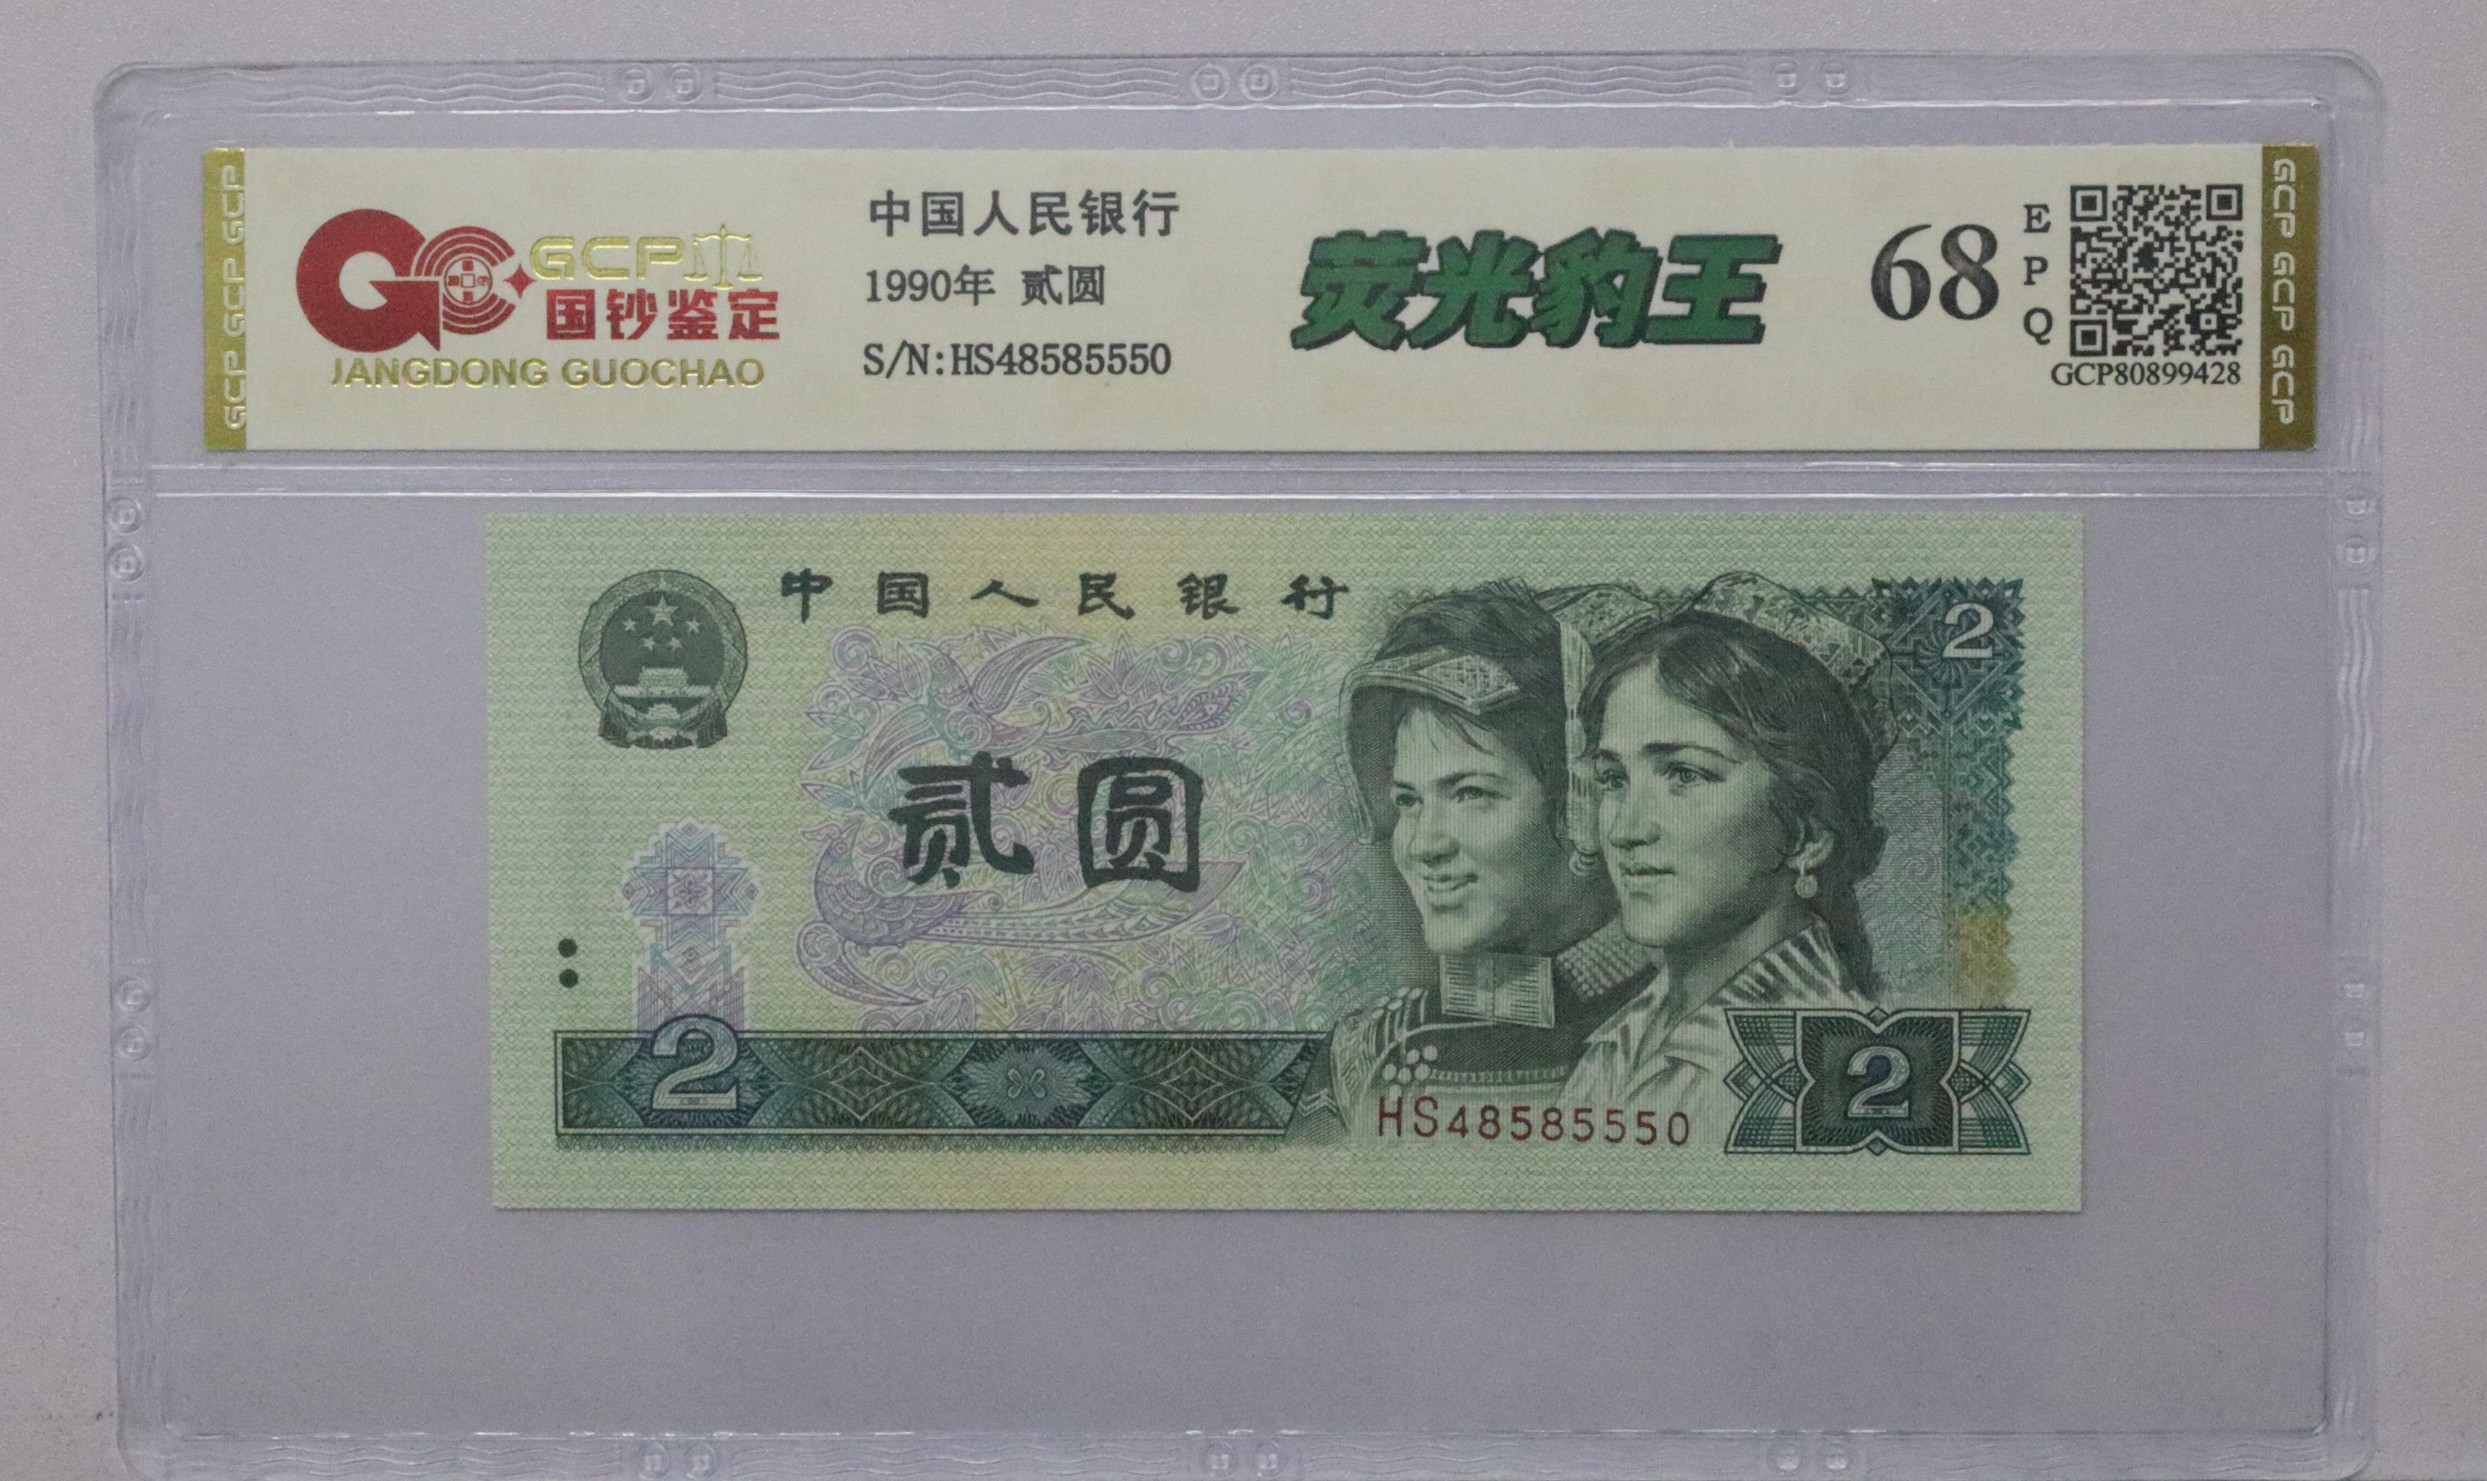 GCP GCP GCP
GCP
国钞鉴定
JANGDONG GUOCHAO
中国人民银行
1990年 贰圆
S/N:HS48585550
荧光豹王
68
EPQ
GCP80899428
GCP GCP GCP
中国人民银行
2
贰圆
2
HS48585550
2